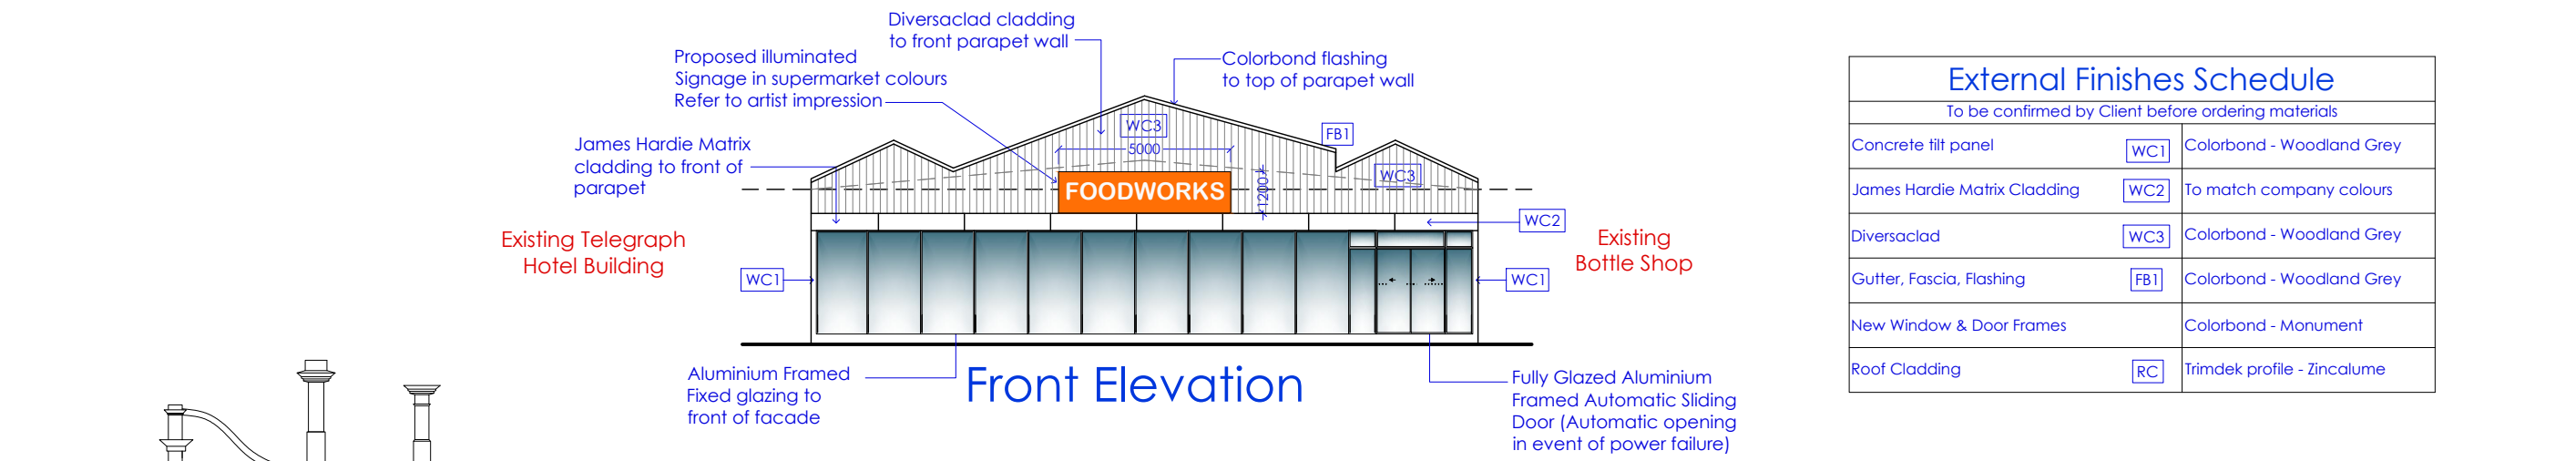 Diversaclad cladding
to front parapet wall
Proposed illuminated
Signage in supermarket colours
Refer to artist impression
Colorbond flashing
to top of parapet wall
James Hardie Matrix
cladding to front of
parapet
WC3
FB1
5000
WC3
1200
FOODWORKS
WC2
Existing Telegraph
Hotel Building
Existing
Bottle Shop
WC1
WC1
Aluminium Framed
Fixed glazing to
front of facade
Front Elevation
Fully Glazed Aluminium
Framed Automatic Sliding
Door (Automatic opening
in event of power failure)
External Finishes Schedule
To be confirmed by Client before ordering materials
Concrete tilt panel WC1 Colorbond - Woodland Grey
James Hardie Matrix Cladding WC2 To match company colours
Diversaclad WC3 Colorbond - Woodland Grey
Gutter, Fascia, Flashing FB1 Colorbond - Woodland Grey
New Window & Door Frames Colorbond - Monument
Roof Cladding RC Trimdek profile - Zincalume